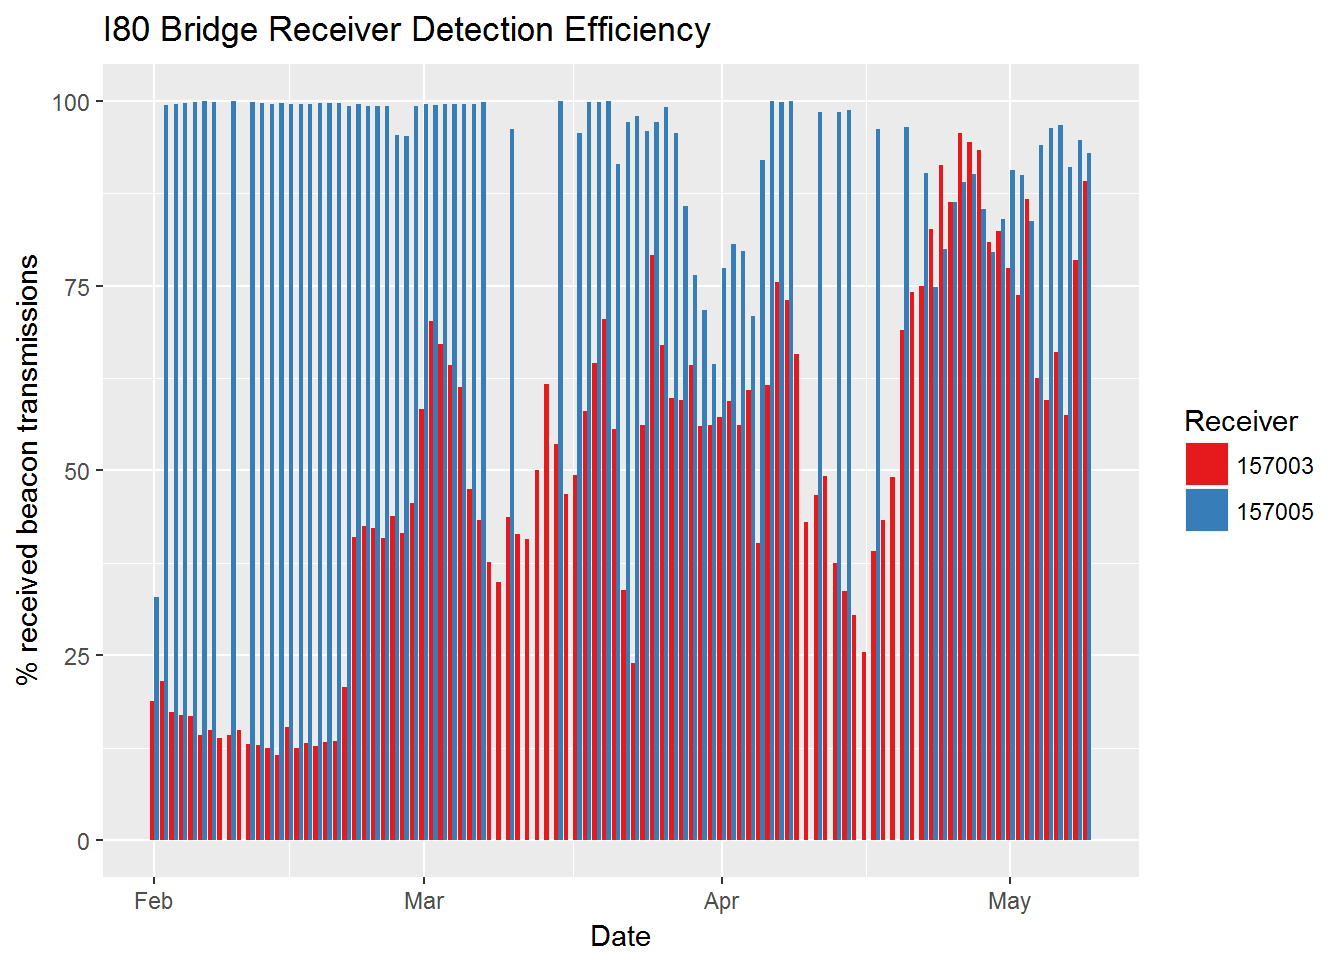 I80 Bridge Receiver Detection Efficiency
% received beacon transmissions
100
75
50
25
0
Feb
Mar
Apr
May
Date
Receiver
157003
157005